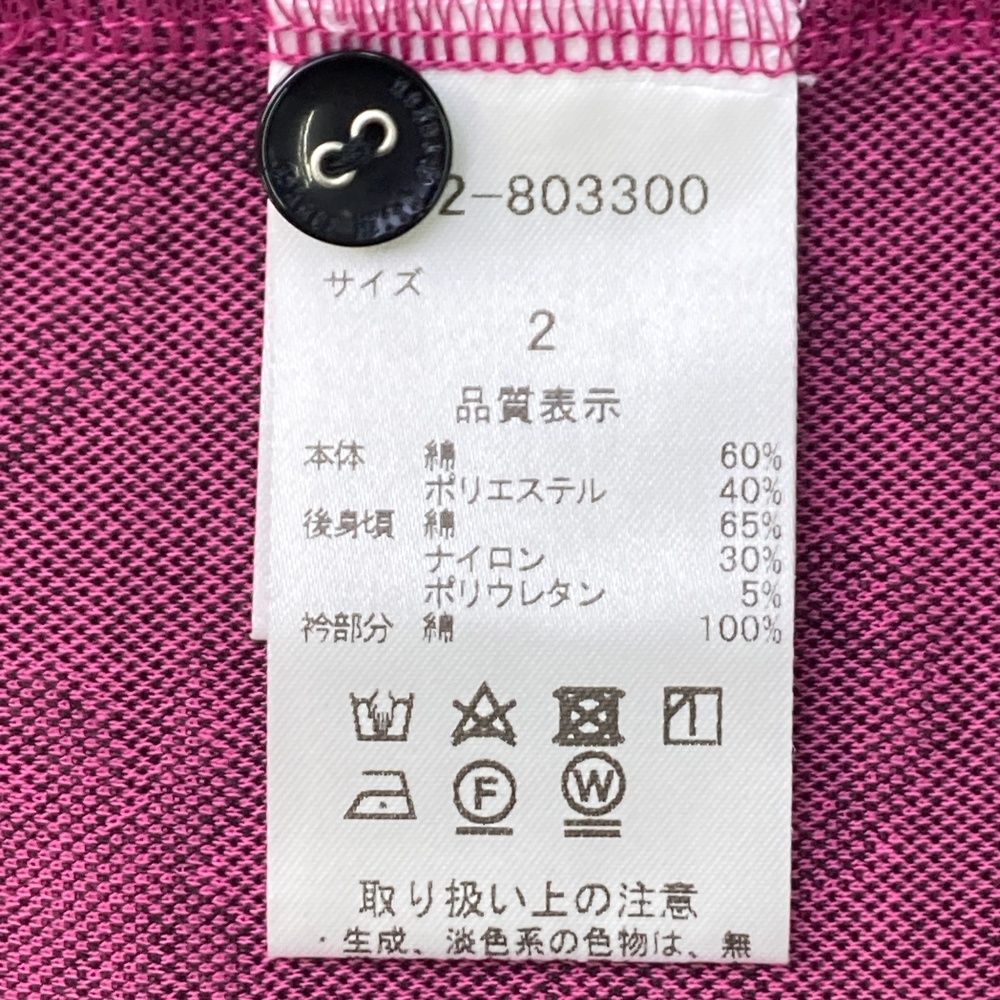 2-803300
サイズ
2
品質表示
本体 綿 60%
ポリエステル 40%
後身頃 綿 65%
ナイロン 30%
ポリウレタン 5%
衿部分 綿 100%
F W
取り扱い上の注意
・生成、淡色系の色物は、無